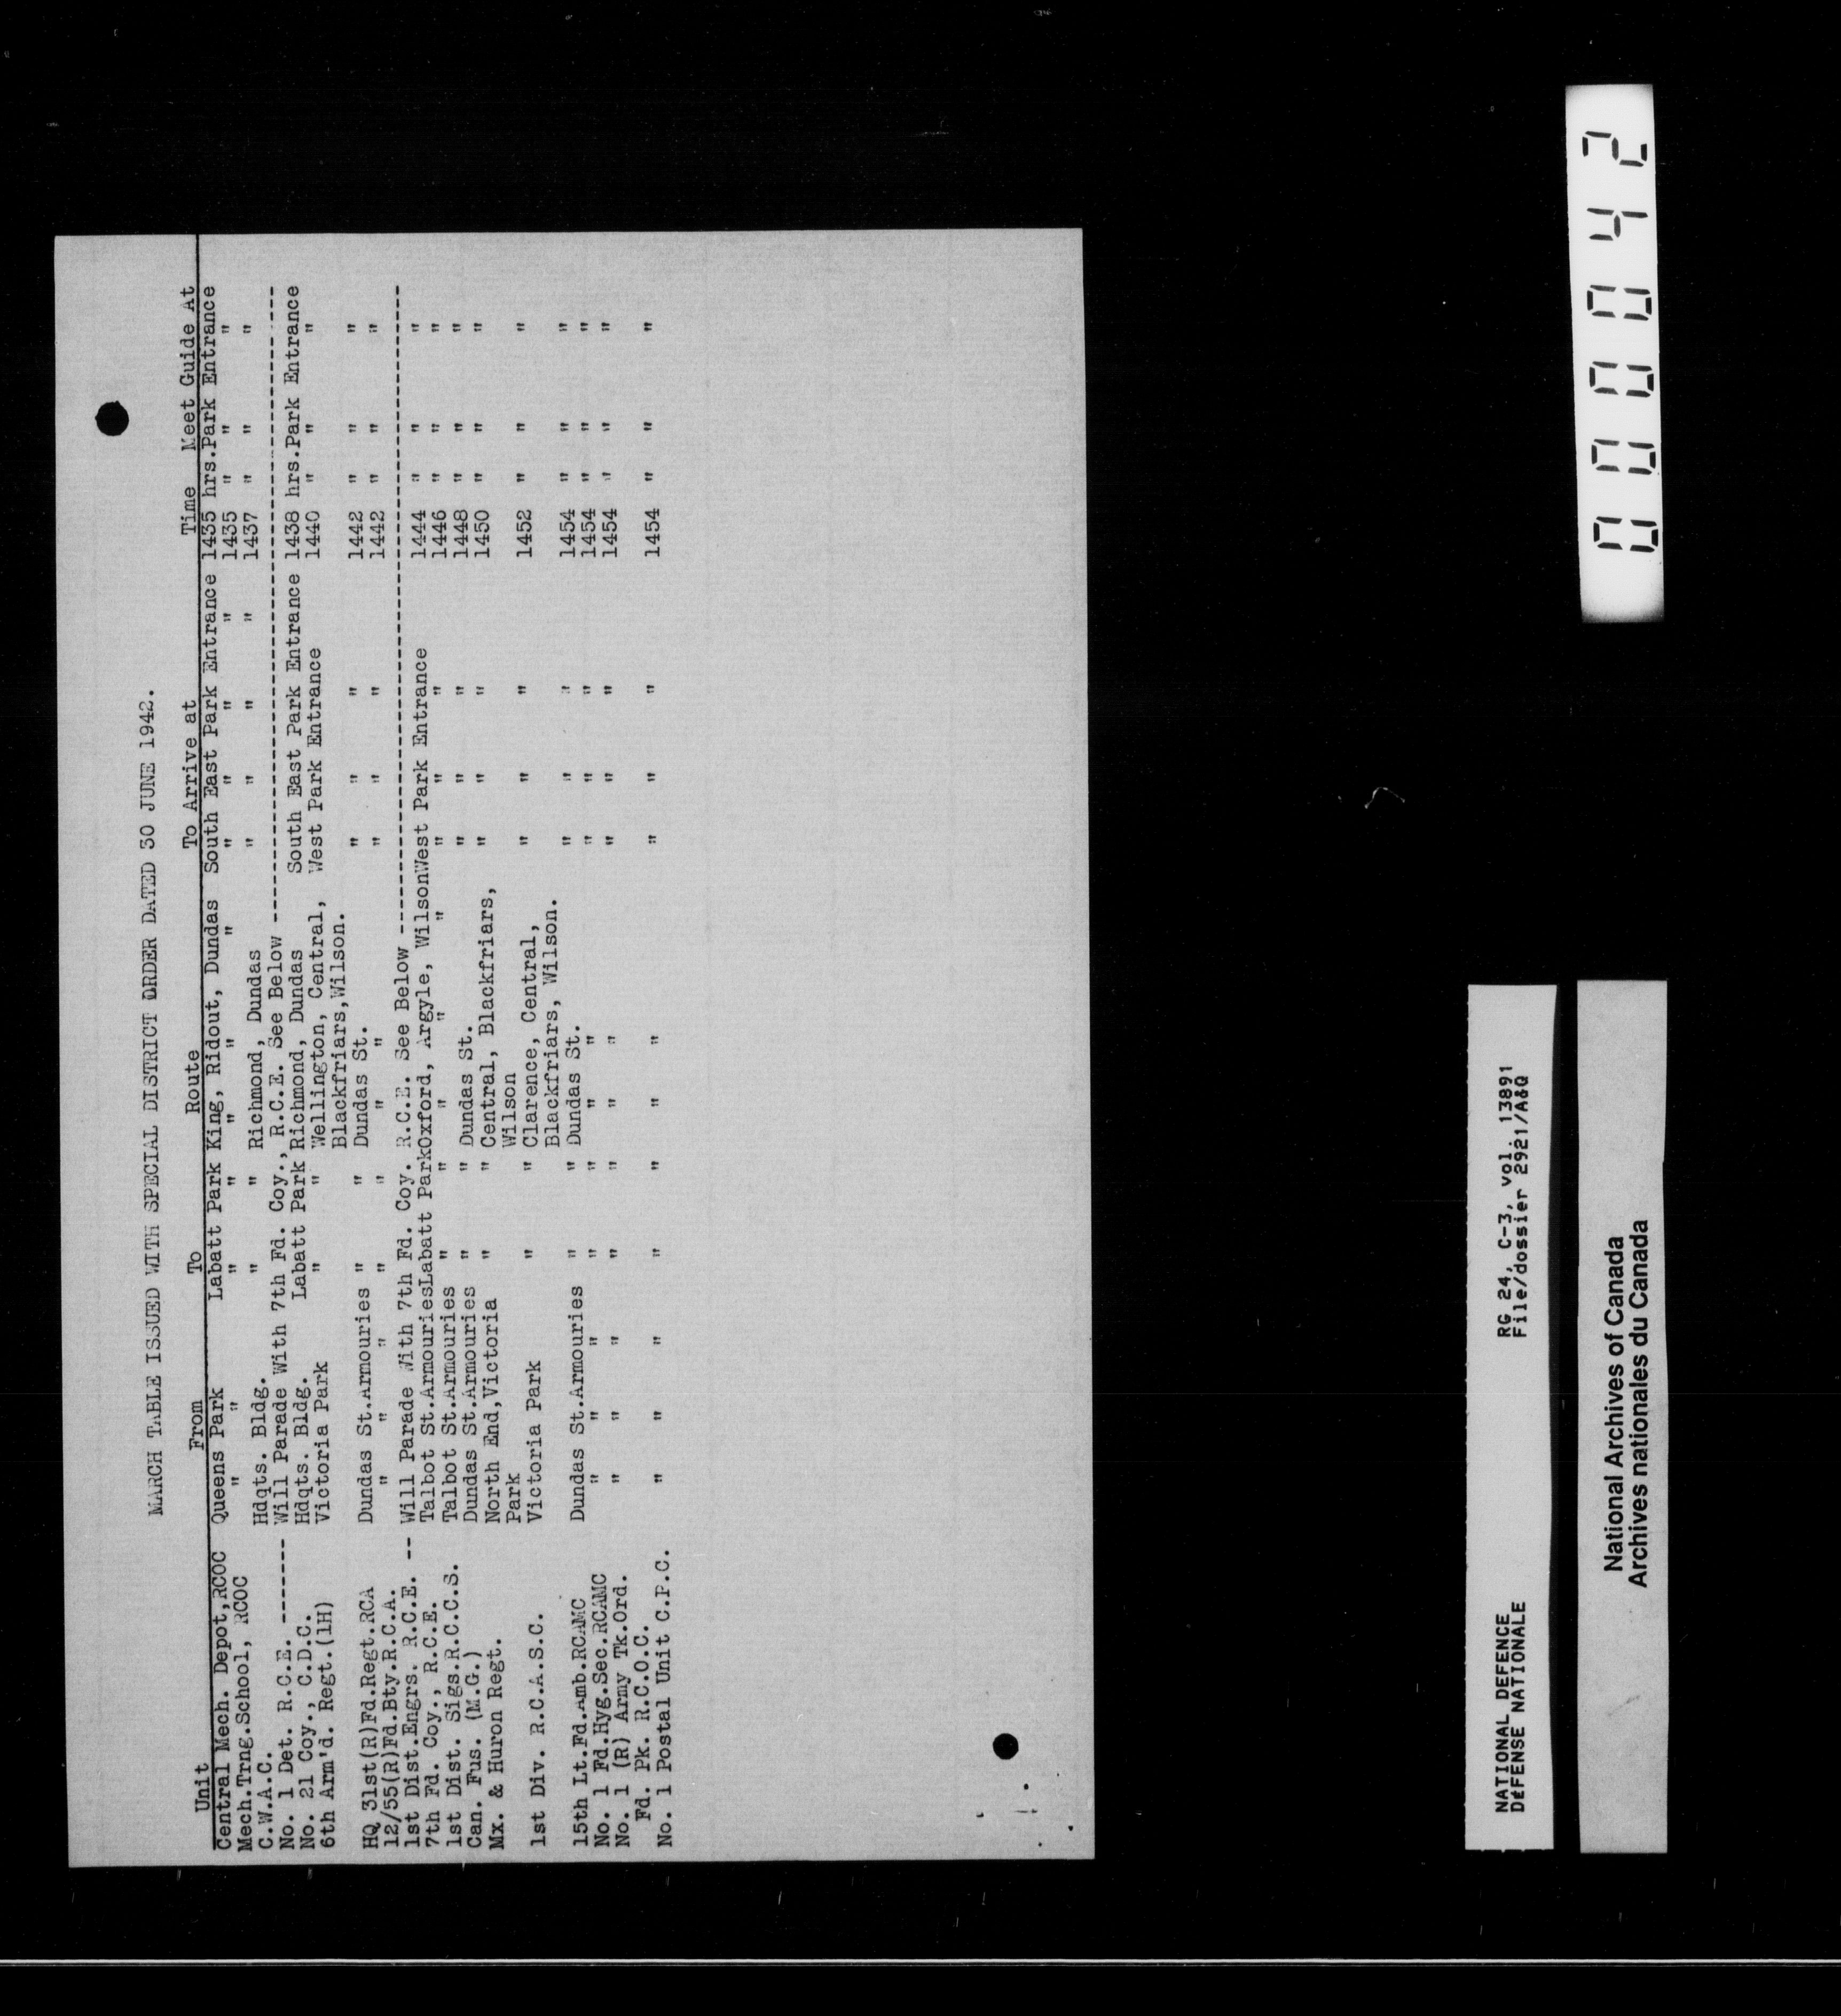 MARCH TABLE ISSUED WITH SPECIAL DISTRICT ORDER DATED 30 JUNE 1942.
Unit From To Route To Arrive at Time Meet Guide At
Central Mech. Depot,RCOC Queens Park Labatt Park King, Ridout, Dundas South East Park Entrance 1435 hrs.Park Entrance
Mech.Trng.School, RCOC " " " " " " " " " " " 1435 " " "
C.W.A.C. Hdqts. Bldg. " " Richmond, Dundas " " " " 1437 " " "
No. 1 Det. R.C.E. ------- Will Parade With 7th Fd. Coy., R.C.E. See Below ------------------------------------------------
No. 21 Coy., C.D.C. Hdqts. Bldg. Labatt Park Richmond, Dundas South East Park Entrance 1438 hrs.Park Entrance
6th Arm'd. Regt.(1H) Victoria Park " " Wellington, Central, West Park Entrance 1440 " " "
Blackfriars,Wilson.
HQ 31st(R)Fd.Regt.RCA Dundas St.Armouries " " Dundas St. " " " 1442 " " "
12/55(R)Fd.Bty.R.C.A. " " " " " " " " 1442 " " "
1st Dist.Engrs. R.C.E. -- Will Parade With 7th Fd. Coy. R.C.E. See Below ------------------------------------------------
7th Fd. Coy., R.C.E. Talbot St.ArmouriesLabatt ParkOxford, Argyle, WilsonWest Park Entrance 1444 " " "
1st Dist. Sigs.R.C.C.S. Talbot St.Armouries " " " " " " " " 1446 " " "
Can. Fus. (M.G.) Dundas St.Armouries " " Dundas St. " " " 1448 " " "
Mx. & Huron Regt. North End,Victoria " " Central, Blackfriars, " " " 1450 " " "
Park Wilson
1st Div. R.C.A.S.C. Victoria Park " " Clarence, Central, " " " 1452 " " "
Blackfriars, Wilson.
15th Lt.Fd.Amb.RCAMC Dundas St.Armouries " " Dundas St. " " " 1454 " " "
No. 1 Fd.Hyg.Sec.RCAMC " " " " " " " " " 1454 " " "
No. 1 (R) Army Tk.Ord. " " " " " " " " " 1454 " " "
Fd. Pk. R.C.O.C.
No. 1 Postal Unit C.P.C. " " " " " " " " " 1454 " " "
NATIONAL DEFENCE RG 24, C-3, vol. 13891
DéFENSE NATIONALE File/dossier 2921/A&Q
National Archives of Canada
Archives nationales du Canada
000042